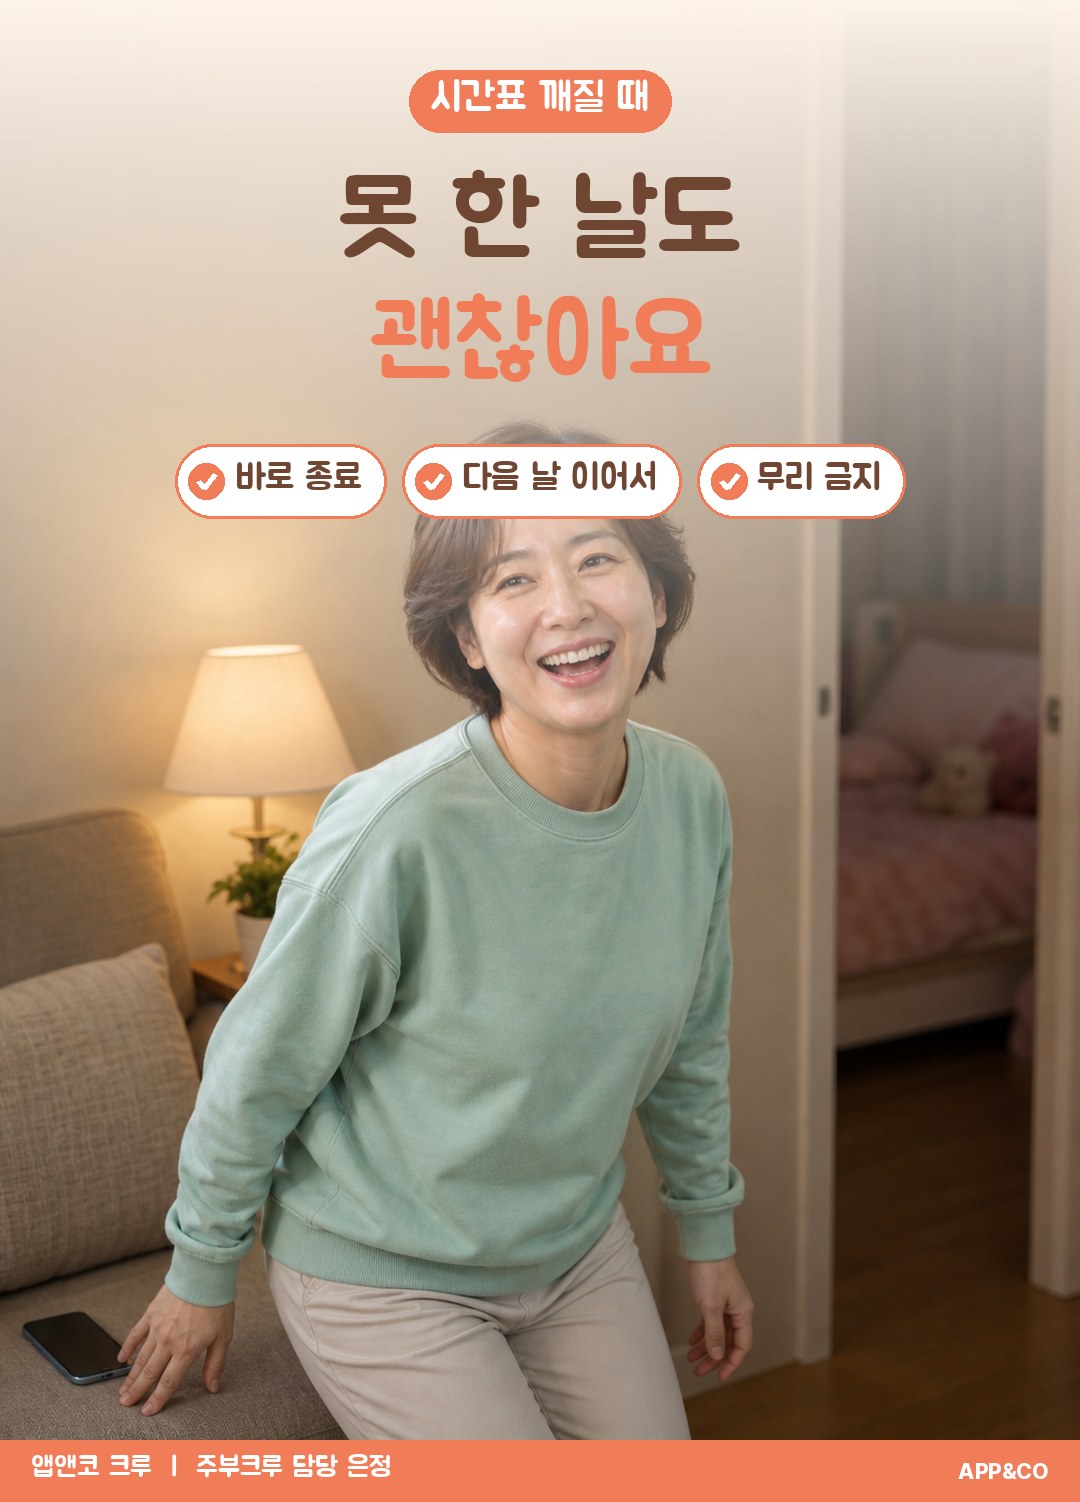 시간표 깨질 때
못 한 날도
괜찮아요
바로 종료
다음 날 이어서
무리 금지
앱앤코 크루 | 주부크루 담당 은정
APP&CO